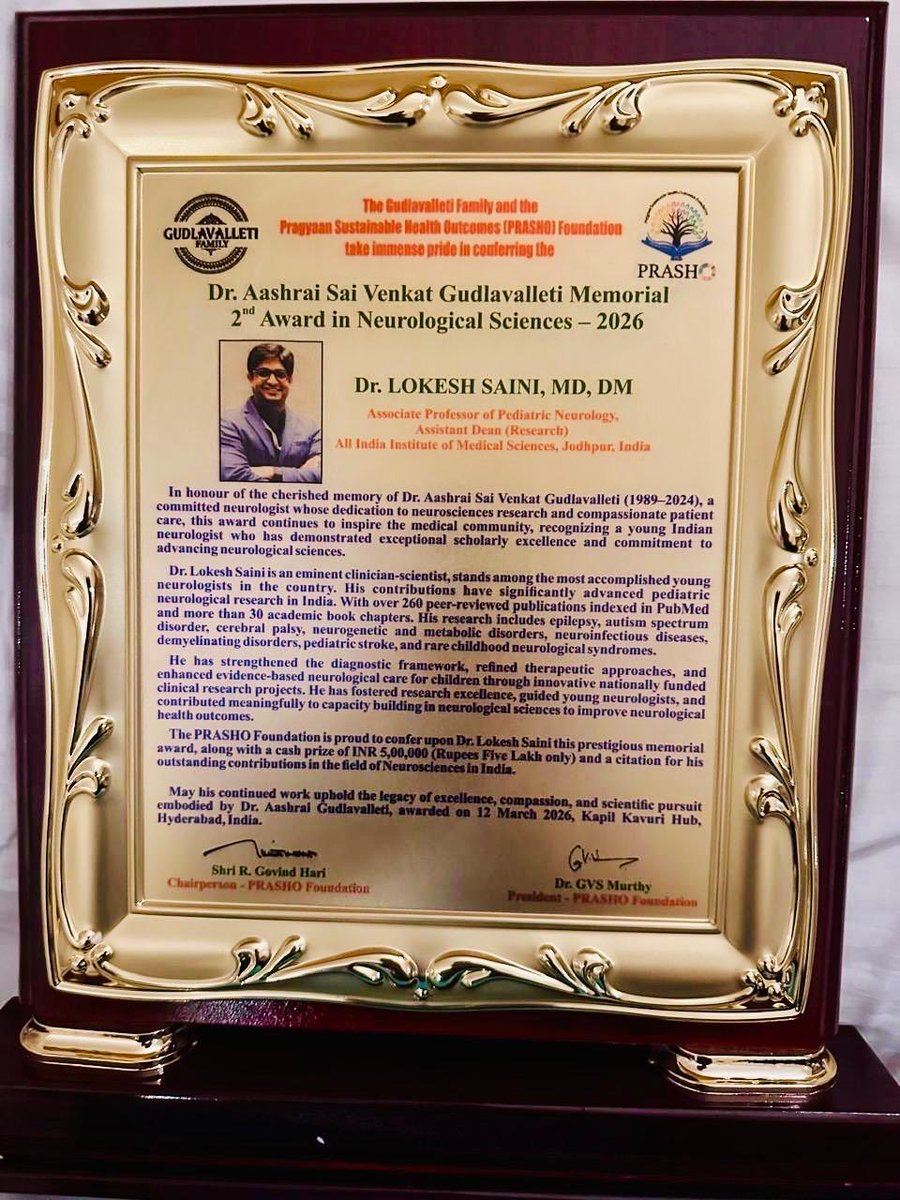 GUDLAVALLETI
FAMILY
The Gudlavalleti Family and the
Pragyaan Sustainable Health Outcomes (PRASHO) Foundation
take immense pride in conferring the
PRASHO
Dr. Aashrai Sai Venkat Gudlavalleti Memorial
2nd Award in Neurological Sciences – 2026
Dr. LOKESH SAINI, MD, DM
Associate Professor of Pediatric Neurology,
Assistant Dean (Research)
All India Institute of Medical Sciences, Jodhpur, India
In honour of the cherished memory of Dr. Aashrai Sai Venkat Gudlavalleti (1989–2024), a
committed neurologist whose dedication to neurosciences research and compassionate patient
care, this award continues to inspire the medical community, recognizing a young Indian
neurologist who has demonstrated exceptional scholarly excellence and commitment to
advancing neurological sciences.
Dr. Lokesh Saini is an eminent clinician-scientist, stands among the most accomplished young
neurologists in the country. His contributions have significantly advanced pediatric
neurological research in India. With over 260 peer-reviewed publications indexed in PubMed
and more than 30 academic book chapters. His research includes epilepsy, autism spectrum
disorder, cerebral palsy, neurogenetic and metabolic disorders, neuroinfectious diseases,
demyelinating disorders, pediatric stroke, and rare childhood neurological syndromes.
He has strengthened the diagnostic framework, refined therapeutic approaches, and
enhanced evidence-based neurological care for children through innovative nationally funded
clinical research projects. He has fostered research excellence, guided young neurologists, and
contributed meaningfully to capacity building in neurological sciences to improve neurological
health outcomes.
The PRASHO Foundation is proud to confer upon Dr. Lokesh Saini this prestigious memorial
award, along with a cash prize of INR 5,00,000 (Rupees Five Lakh only) and a citation for his
outstanding contributions in the field of Neurosciences in India.
May his continued work uphold the legacy of excellence, compassion, and scientific pursuit
embodied by Dr. Aashrai Gudlavalleti, awarded on 12 March 2026, Kapil Kavuri Hub,
Hyderabad, India.
Shri R. Govind Hari
Chairperson - PRASHO Foundation
Dr. GVS Murthy
President - PRASHO Foundation